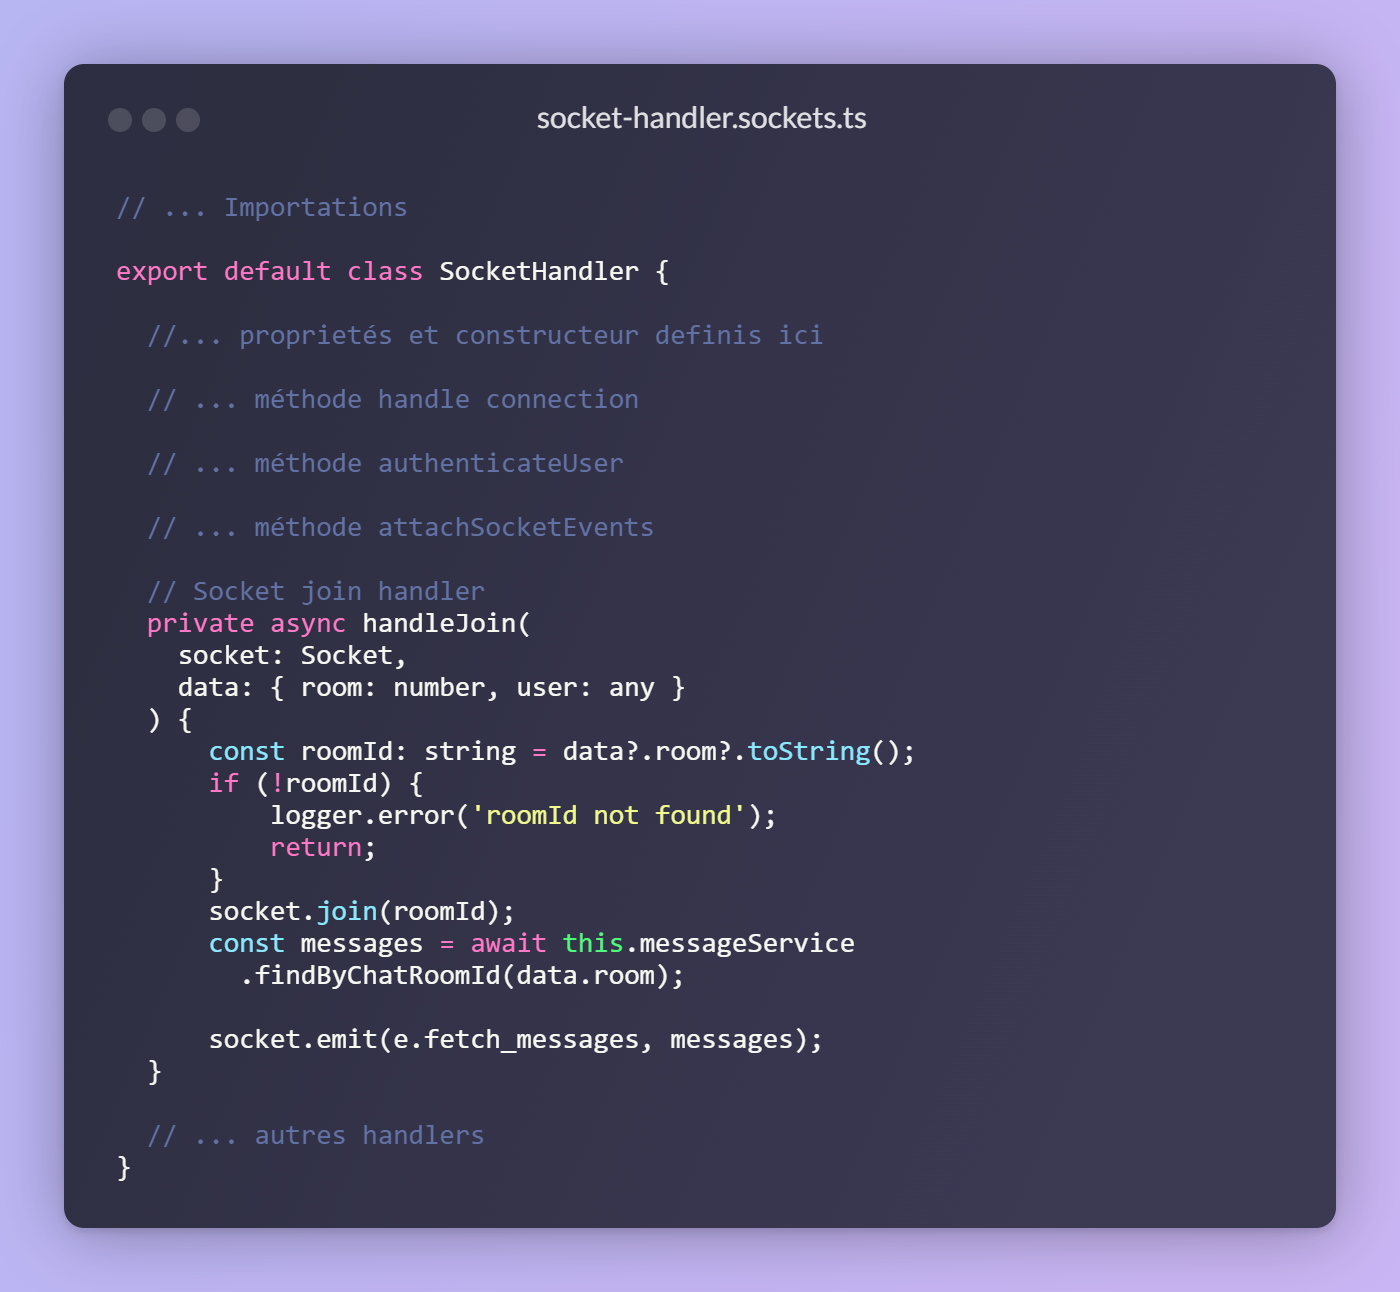 socket-handler.sockets.ts
// ... Importations
export default class SocketHandler {
//... proprietés et constructeur definis ici
// ... méthode handle connection
// ... méthode authenticateUser
// ... méthode attachSocketEvents
// Socket join handler
private async handleJoin(
socket: Socket,
data: { room: number, user: any }
) {
const roomId: string = data?.room?.toString();
if (!roomId) {
logger.error('roomId not found');
return;
}
socket.join(roomId);
const messages = await this.messageService
.findByChatRoomId(data.room);
socket.emit(e.fetch_messages, messages);
}
// ... autres handlers
}